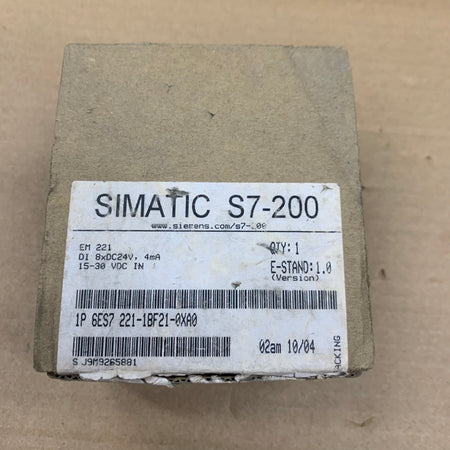 SIMATIC S7-200
www.siemens.com/s7-200
EM 221
DI 8xDC24V, 4mA
15-30 VDC IN
QTY: 1
E-STAND: 1.0
(Version)
1P 6ES7 221-1BF21-0XA0
02am 10/04
S J9M9265881